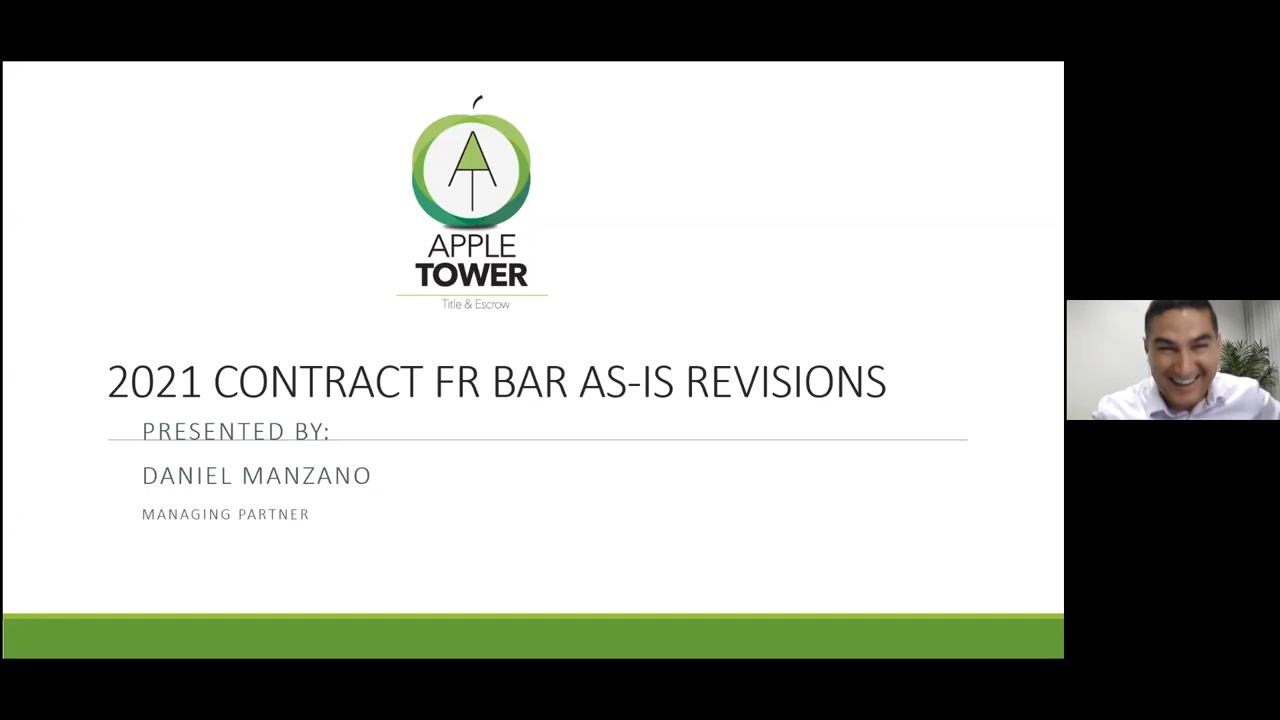 APPLE
TOWER
Title & Escrow
2021 CONTRACT FR BAR AS-IS REVISIONS
PRESENTED BY:
DANIEL MANZANO
MANAGING PARTNER